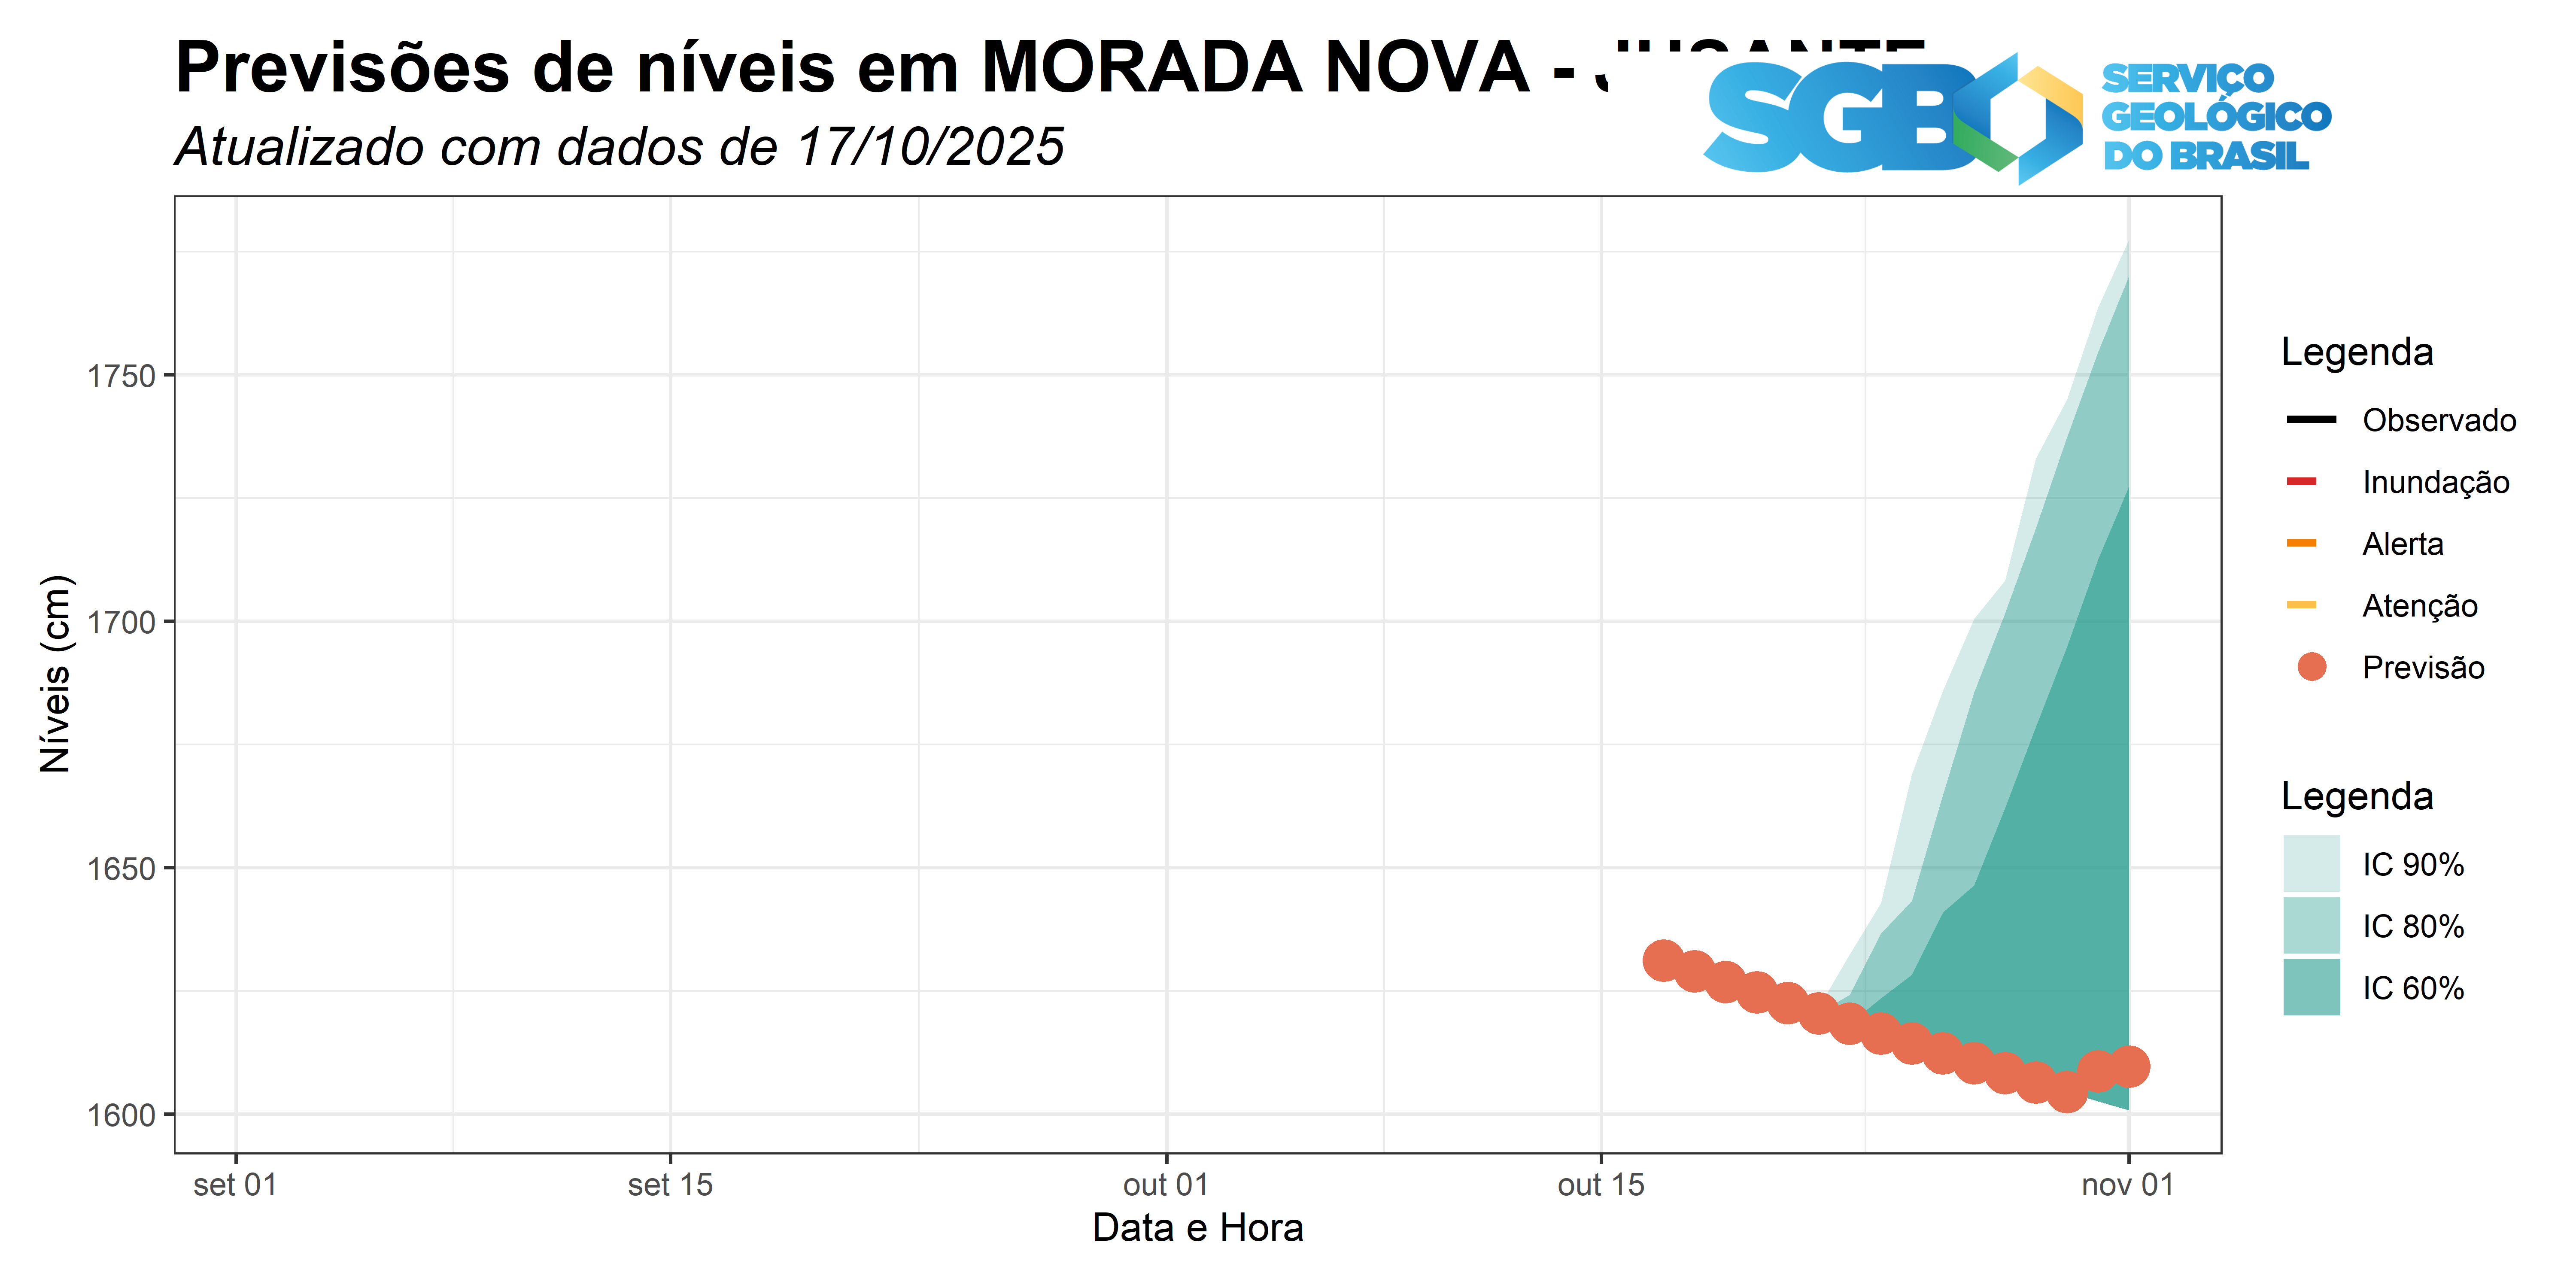 Previsões de níveis em MORADA NOVA -
Atualizado com dados de 17/10/2025
SGB
SERVIÇO
GEOLÓGICO
DO BRASIL
Níveis (cm)
1750
1700
1650
1600
set 01
set 15
out 01
out 15
nov 01
Data e Hora
Legenda
Observado
Inundação
Alerta
Atenção
Previsão
Legenda
IC 90%
IC 80%
IC 60%